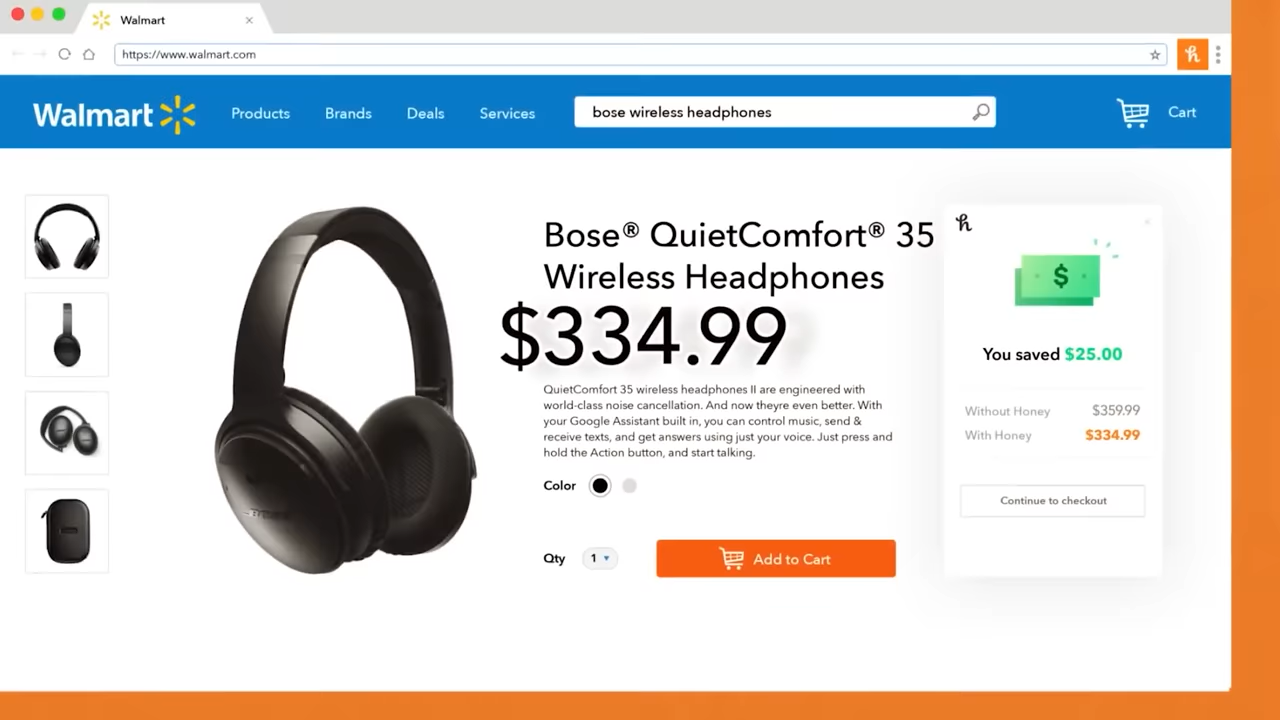 Walmart
https://www.walmart.com
h
Walmart
Products
Brands
Deals
Services
bose wireless headphones
Cart
Bose® QuietComfort® 35
Wireless Headphones
$334.99
QuietComfort 35 wireless headphones II are engineered with
world-class noise cancellation. And now theyre even better. With
your Google Assistant built in, you can control music, send &
receive texts, and get answers using just your voice. Just press and
hold the Action button, and start talking.
Color
Qty
1
Add to Cart
h
$
You saved $25.00
Without Honey $359.99
With Honey $334.99
Continue to checkout